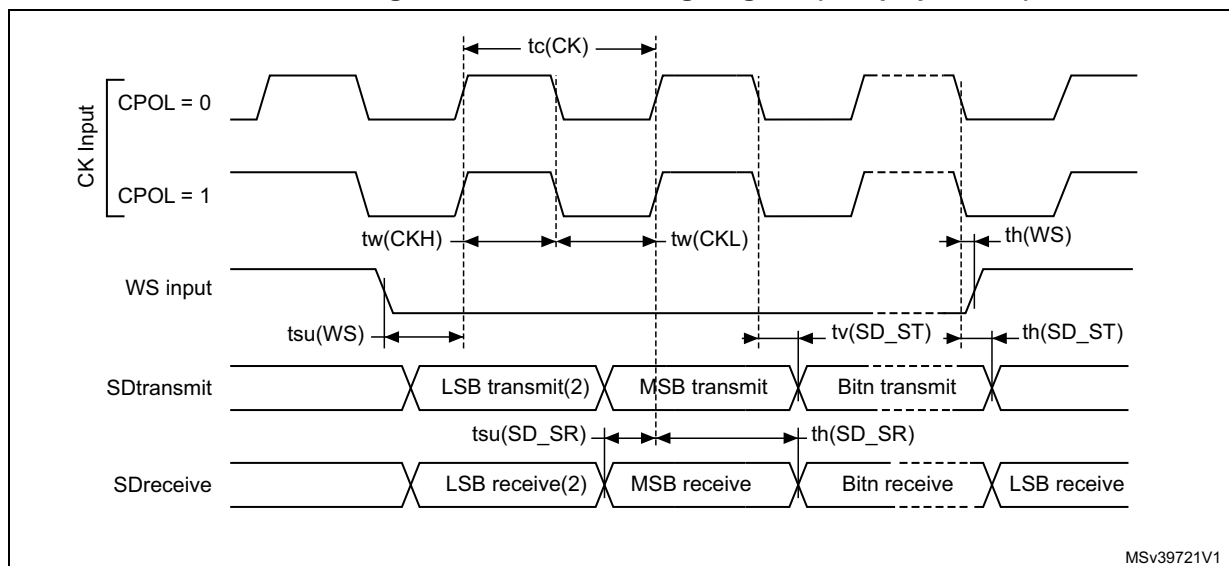 tc(CK)
CK Input
CPOL = 0
CPOL = 1
tw(CKH)
tw(CKL)
th(WS)
WS input
tsu(WS)
tv(SD_ST)
th(SD_ST)
SDtransmit
LSB transmit(2)
MSB transmit
Bitn transmit
tsu(SD_SR)
th(SD_SR)
SDreceive
LSB receive(2)
MSB receive
Bitn receive
LSB receive
MSv39721V1